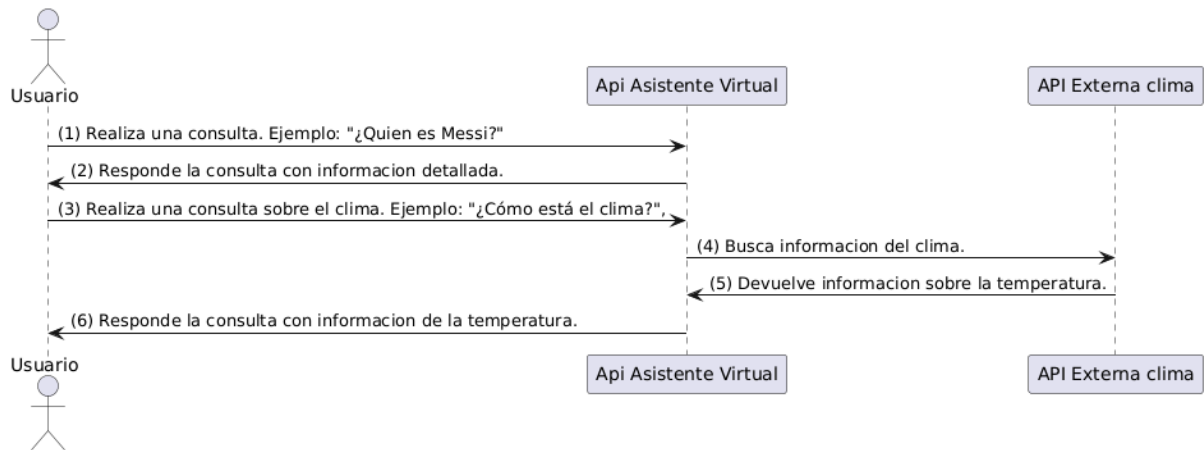 Usuario
Api Asistente Virtual
API Externa clima
(1) Realiza una consulta. Ejemplo: "¿Quien es Messi?"
(2) Responde la consulta con informacion detallada.
(3) Realiza una consulta sobre el clima. Ejemplo: "¿Cómo está el clima?",
(4) Busca informacion del clima.
(5) Devuelve informacion sobre la temperatura.
(6) Responde la consulta con informacion de la temperatura.
Usuario
Api Asistente Virtual
API Externa clima